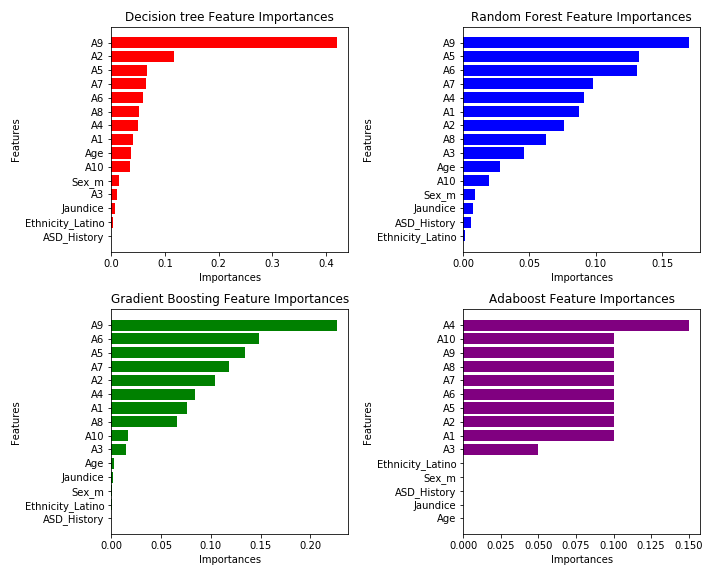 Decision tree Feature Importances
Features
A9
A2
A5
A7
A6
A8
A4
A1
Age
A10
Sex_m
A3
Jaundice
Ethnicity_Latino
ASD_History
0.0 0.1 0.2 0.3 0.4
Importances
Random Forest Feature Importances
Features
A9
A5
A6
A7
A4
A1
A2
A8
A3
Age
A10
Sex_m
Jaundice
ASD_History
Ethnicity_Latino
0.00 0.05 0.10 0.15
Importances
Gradient Boosting Feature Importances
Features
A9
A6
A5
A7
A2
A4
A1
A8
A10
A3
Age
Jaundice
Sex_m
Ethnicity_Latino
ASD_History
0.00 0.05 0.10 0.15 0.20
Importances
Adaboost Feature Importances
Features
A4
A10
A9
A8
A7
A6
A5
A2
A1
A3
Ethnicity_Latino
Sex_m
ASD_History
Jaundice
Age
0.000 0.025 0.050 0.075 0.100 0.125 0.150
Importances